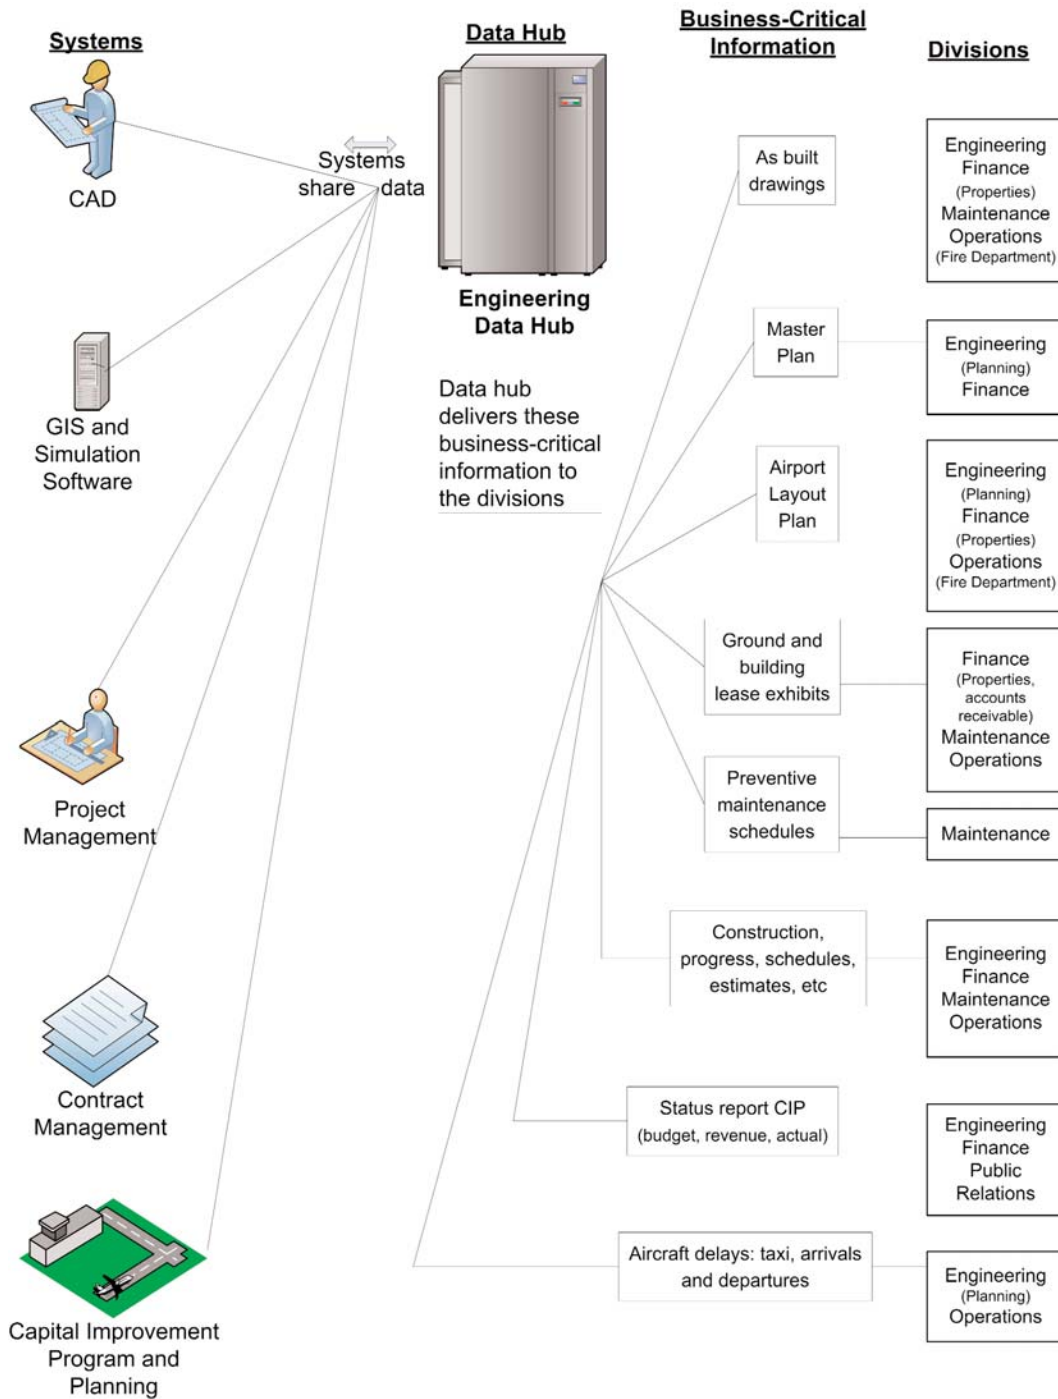 Systems
CAD
GIS and
Simulation
Software
Project
Management
Contract
Management
Capital Improvement
Program and
Planning
Systems
share data
Data Hub
Engineering
Data Hub
Data hub
delivers these
business-critical
information to
the divisions
Business-Critical
Information
As built
drawings
Master
Plan
Airport
Layout
Plan
Ground and
building
lease exhibits
Preventive
maintenance
schedules
Construction,
progress, schedules,
estimates, etc
Status report CIP
(budget, revenue, actual)
Aircraft delays: taxi, arrivals
and departures
Divisions
Engineering
Finance
(Properties)
Maintenance
Operations
(Fire Department)
Engineering
(Planning)
Finance
Engineering
(Planning)
Finance
(Properties)
Operations
(Fire Department)
Finance
(Properties,
accounts
receivable)
Maintenance
Operations
Maintenance
Engineering
Finance
Maintenance
Operations
Engineering
Finance
Public
Relations
Engineering
(Planning)
Operations